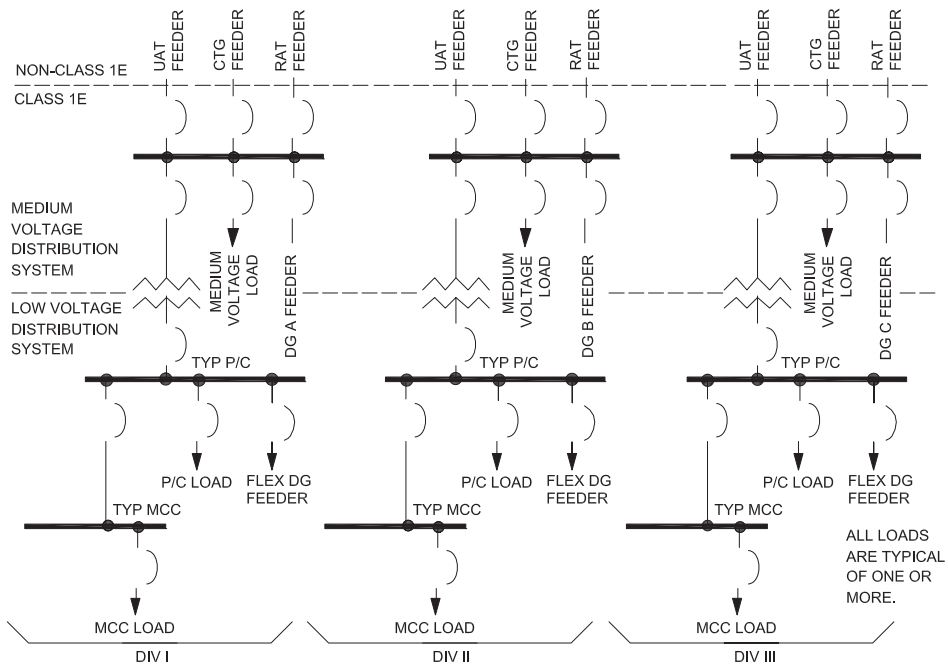 UAT FEEDER
CTG FEEDER
RAT FEEDER
UAT FEEDER
CTG FEEDER
RAT FEEDER
UAT FEEDER
CTG FEEDER
RAT FEEDER
NON-CLASS 1E
CLASS 1E
MEDIUM
VOLTAGE
DISTRIBUTION
SYSTEM
MEDIUM
VOLTAGE
LOAD
DG A FEEDER
MEDIUM
VOLTAGE
LOAD
DG B FEEDER
MEDIUM
VOLTAGE
LOAD
DG C FEEDER
LOW VOLTAGE
DISTRIBUTION
SYSTEM
TYP P/C
TYP P/C
TYP P/C
P/C LOAD
FLEX DG
FEEDER
P/C LOAD
FLEX DG
FEEDER
P/C LOAD
FLEX DG
FEEDER
TYP MCC
TYP MCC
TYP MCC
ALL LOADS
ARE TYPICAL
OF ONE OR
MORE.
MCC LOAD
MCC LOAD
MCC LOAD
DIV I
DIV II
DIV III